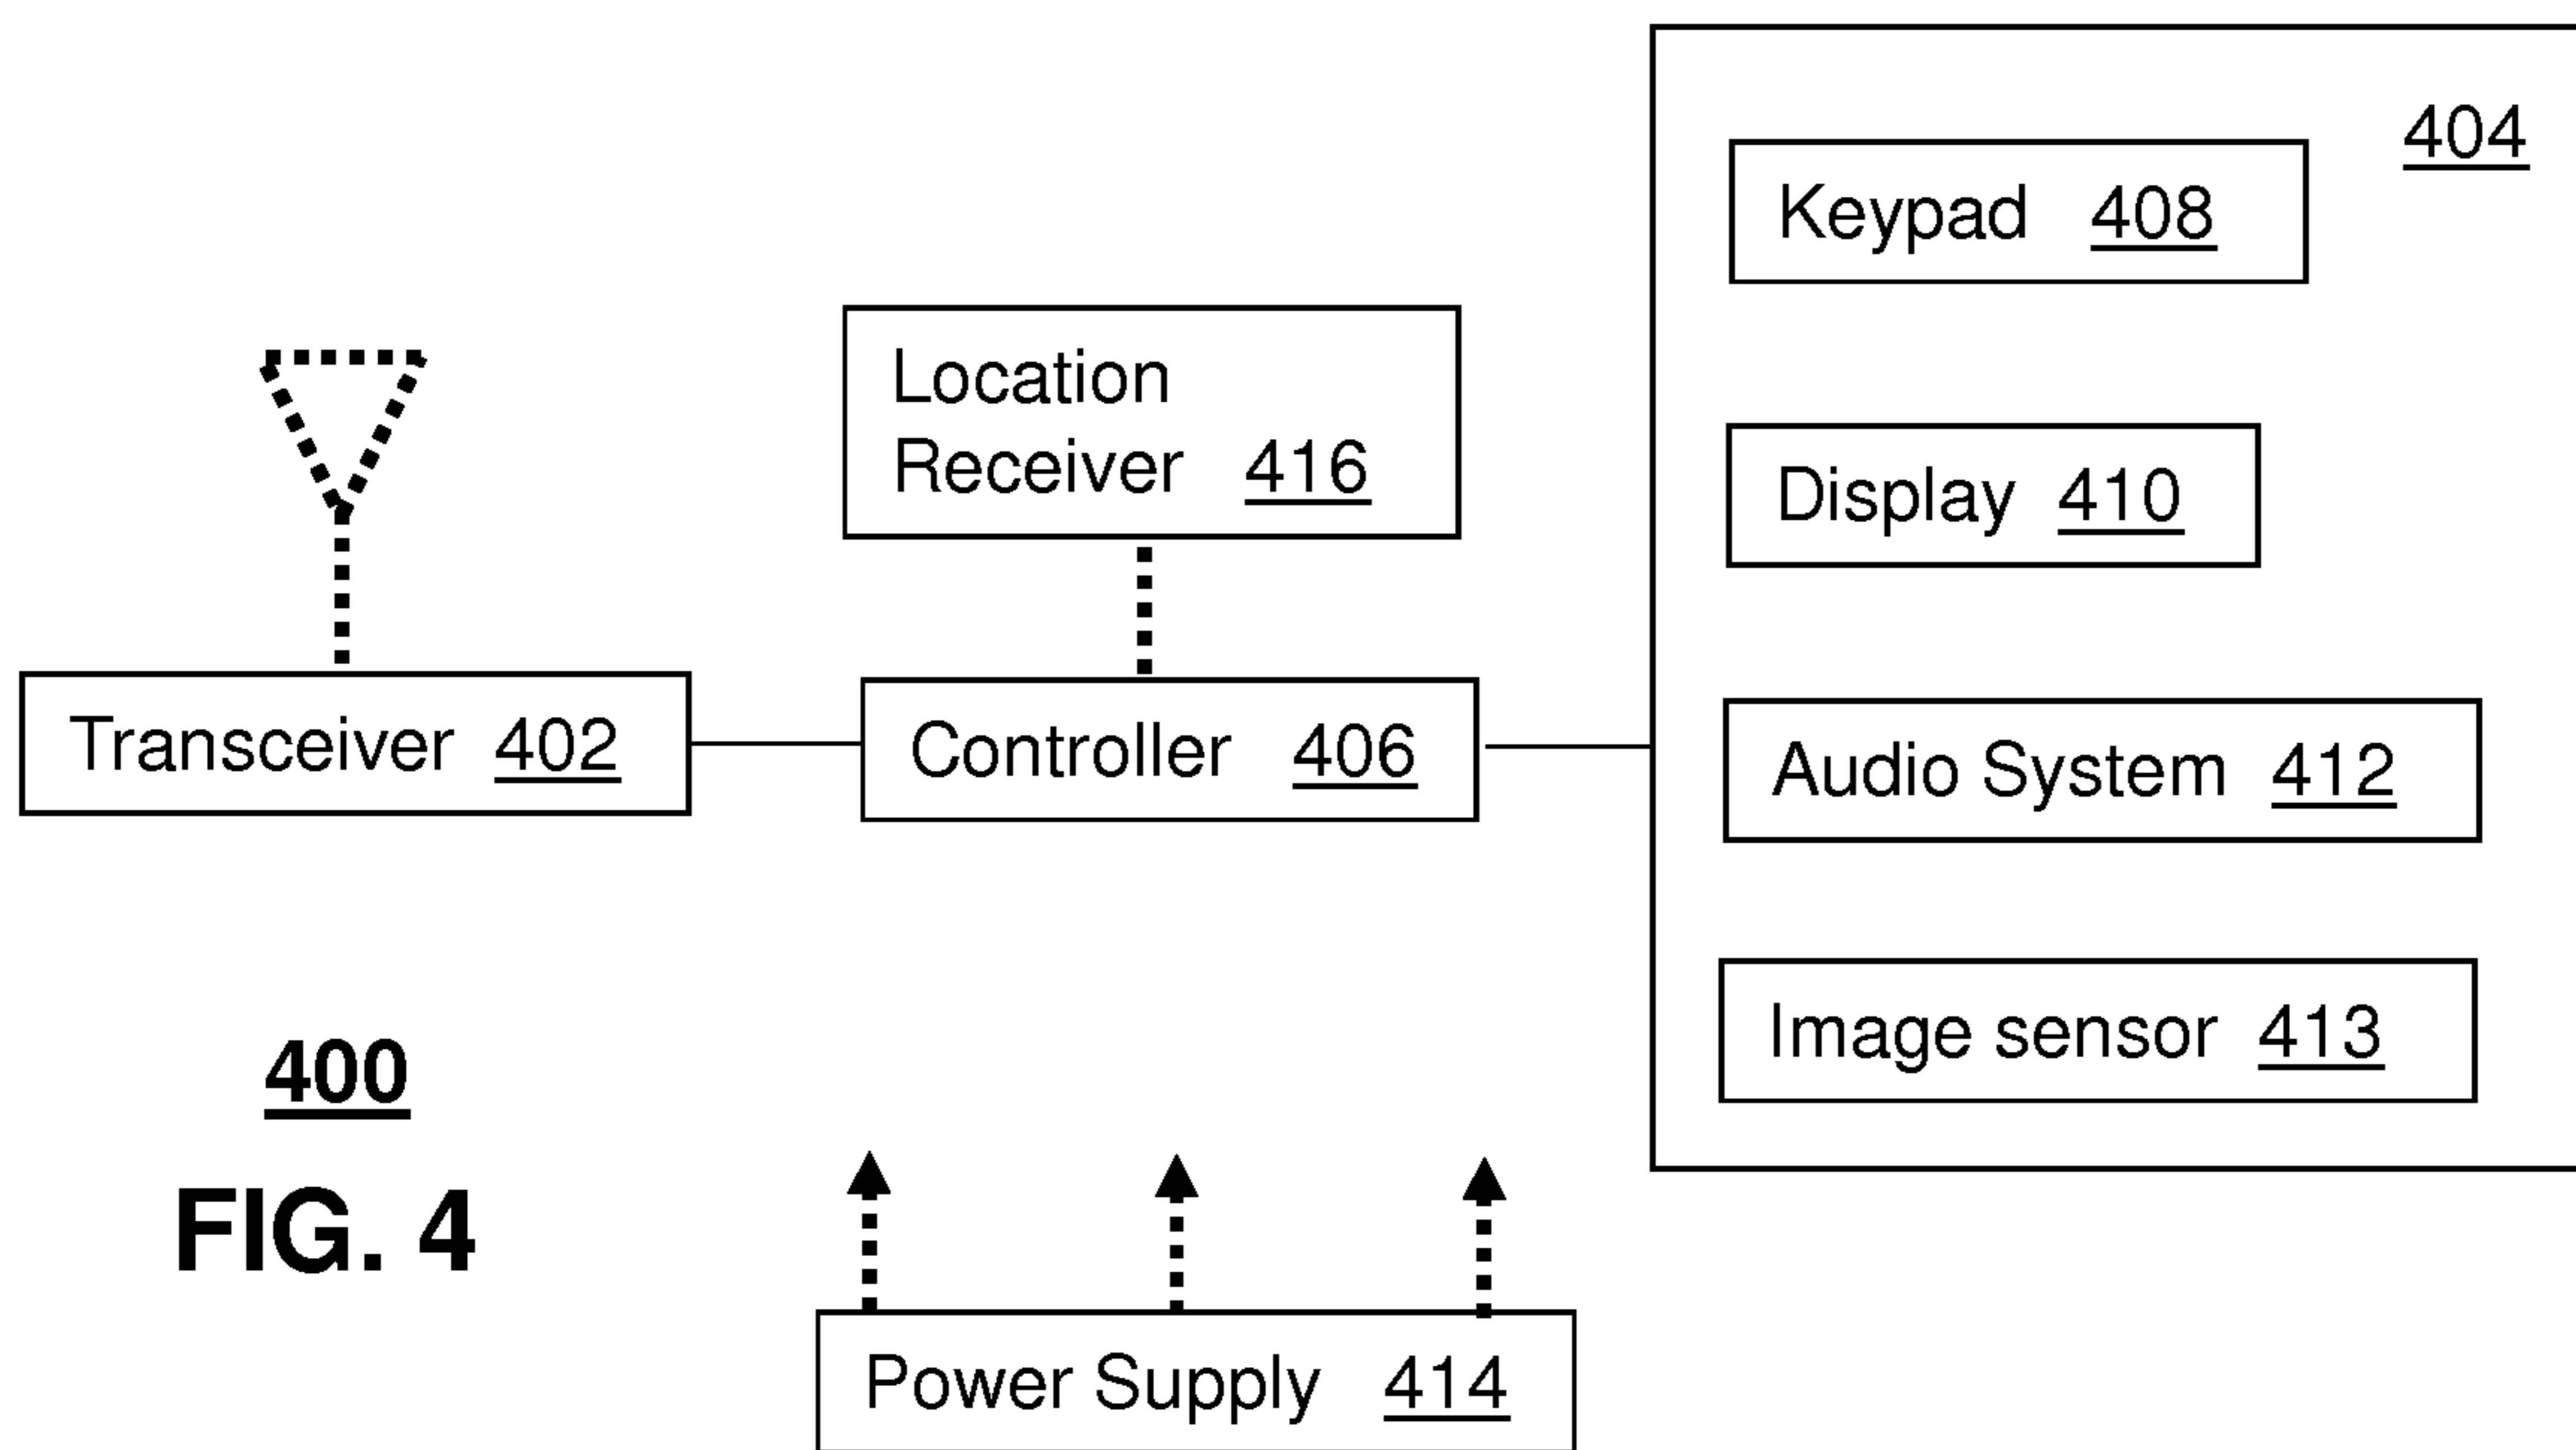 404
Keypad 408
Location
Receiver 416
Display 410
Transceiver 402
Controller 406
Audio System 412
Image sensor 413
400
FIG. 4
Power Supply 414